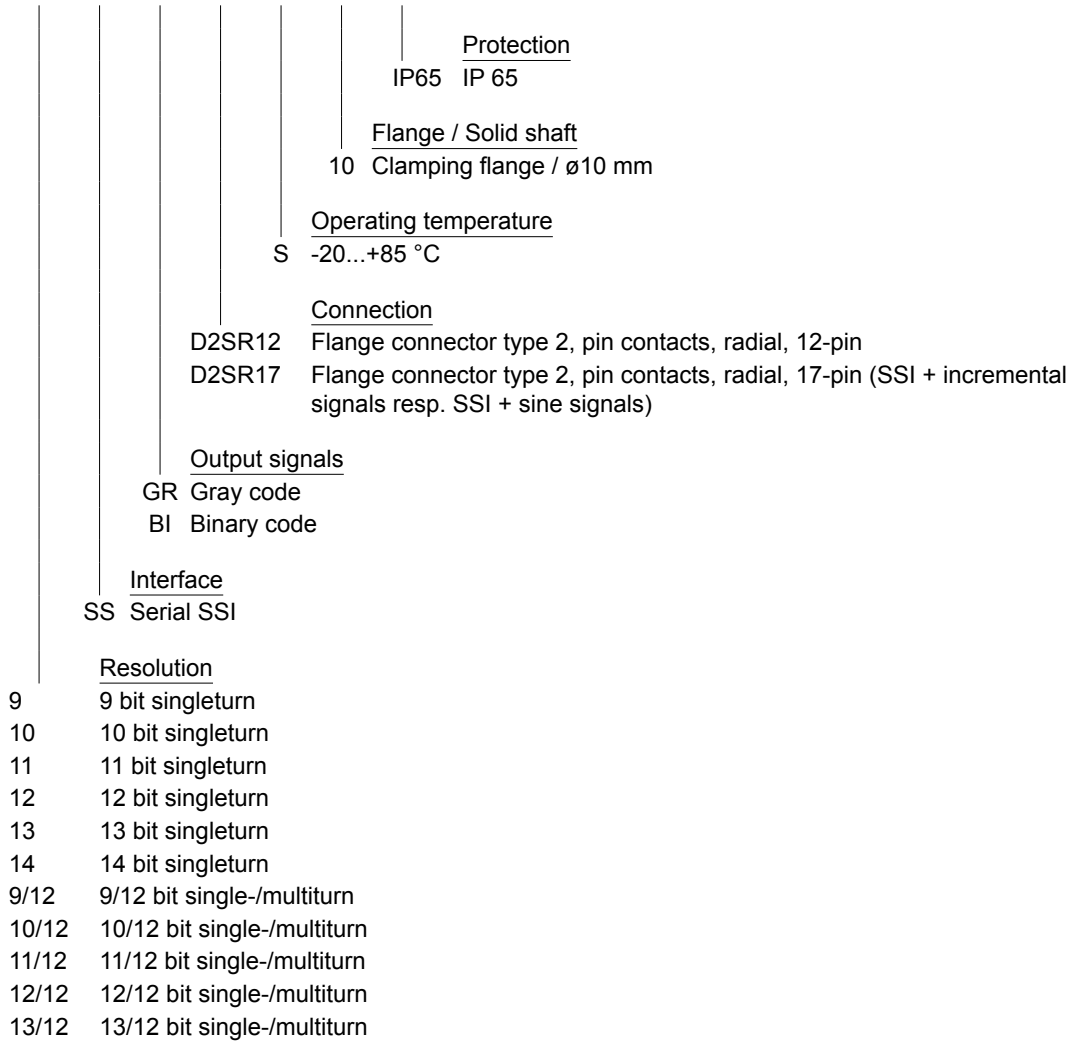 Protection
IP65 IP 65
Flange / Solid shaft
10 Clamping flange / ø10 mm
Operating temperature
S -20...+85 °C
Connection
D2SR12 Flange connector type 2, pin contacts, radial, 12-pin
D2SR17 Flange connector type 2, pin contacts, radial, 17-pin (SSI + incremental
signals resp. SSI + sine signals)
Output signals
GR Gray code
BI Binary code
Interface
SS Serial SSI
Resolution
9 9 bit singleturn
10 10 bit singleturn
11 11 bit singleturn
12 12 bit singleturn
13 13 bit singleturn
14 14 bit singleturn
9/12 9/12 bit single-/multiturn
10/12 10/12 bit single-/multiturn
11/12 11/12 bit single-/multiturn
12/12 12/12 bit single-/multiturn
13/12 13/12 bit single-/multiturn